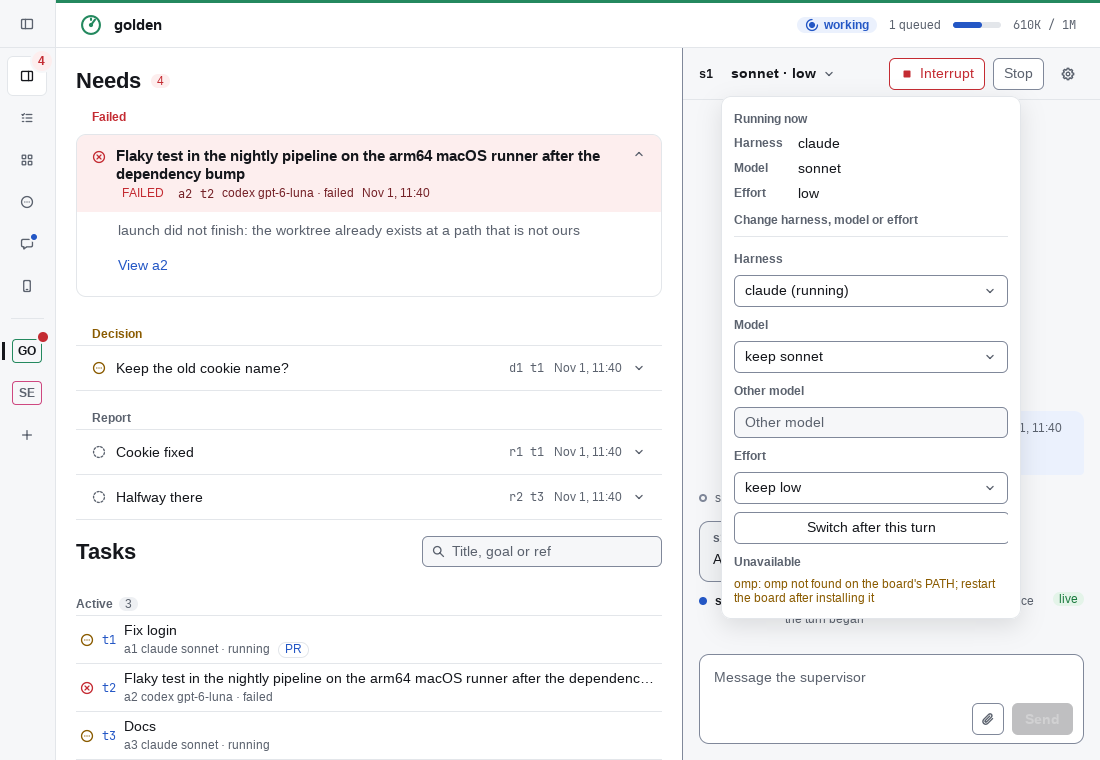 golden
working
1 queued
610K / 1M
4
GO
SE
Needs
4
Failed
Flaky test in the nightly pipeline on the arm64 macOS runner after the
dependency bump
FAILED a2 t2 codex gpt-6-luna · failed Nov 1, 11:40
launch did not finish: the worktree already exists at a path that is not ours
View a2
Decision
Keep the old cookie name? d1 t1 Nov 1, 11:40
Report
Cookie fixed r1 t1 Nov 1, 11:40
Halfway there r2 t3 Nov 1, 11:40
Tasks
Title, goal or ref
Active 3
t1 Fix login
a1 claude sonnet · running PR
t2 Flaky test in the nightly pipeline on the arm64 macOS runner after the dependenc…
a2 codex gpt-6-luna · failed
t3 Docs
a3 claude sonnet · running
s1 sonnet · low
Interrupt
Stop
Running now
Harness claude
Model sonnet
Effort low
Change harness, model or effort
Harness
claude (running)
Model
keep sonnet
Other model
Other model
Effort
keep low
Switch after this turn
Unavailable
omp: omp not found on the board's PATH; restart
the board after installing it
11:40
live
the turn began
Message the supervisor
Send